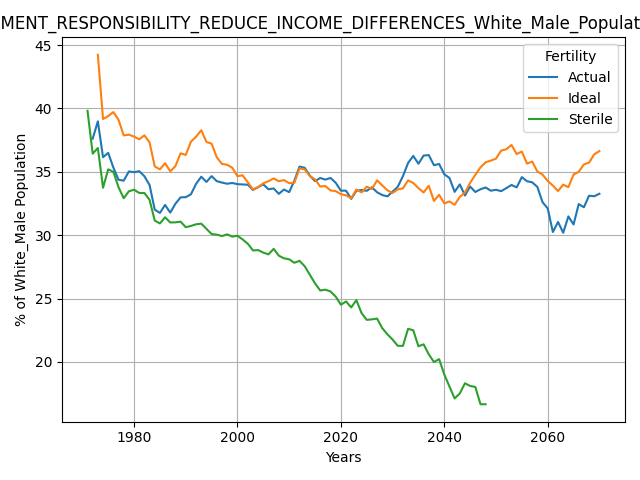 MENT_RESPONSIBILITY_REDUCE_INCOME_DIFFERENCES_White_Male_Populat
45
40
35
30
25
20
% of White_Male Population
Fertility
Actual
Ideal
Sterile
1980
2000
2020
2040
2060
Years